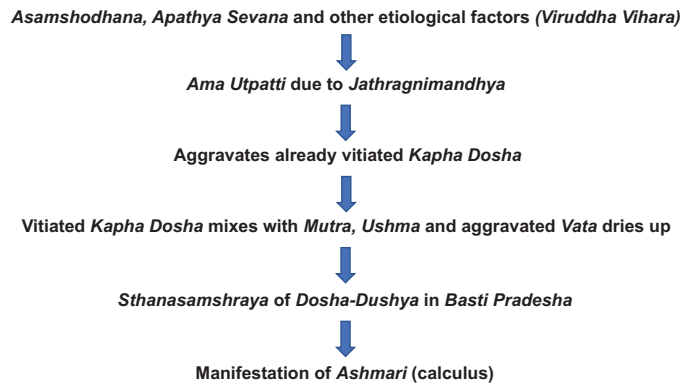 Asamshodhana, Apathya Sevana and other etiological factors (Viruddha Vihara)
Ama Utpatti due to Jathragnimandhya
Aggravates already vitiated Kapha Dosha
Vitiated Kapha Dosha mixes with Mutra, Ushma and aggravated Vata dries up
Sthanasamshraya of Dosha-Dushya in Basti Pradesha
Manifestation of Ashmari (calculus)